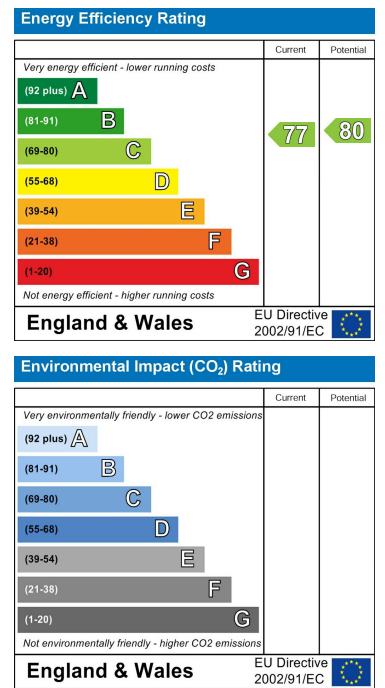 Energy Efficiency Rating
Current Potential
Very energy efficient - lower running costs
(92 plus) A
(81-91) B
(69-80) C
(55-68) D
(39-54) E
(21-38) F
(1-20) G
77 80
Not energy efficient - higher running costs
England & Wales
EU Directive
2002/91/EC
Environmental Impact (CO₂) Rating
Current Potential
Very environmentally friendly - lower CO2 emissions
(92 plus) A
(81-91) B
(69-80) C
(55-68) D
(39-54) E
(21-38) F
(1-20) G
Not environmentally friendly - higher CO2 emissions
England & Wales
EU Directive
2002/91/EC